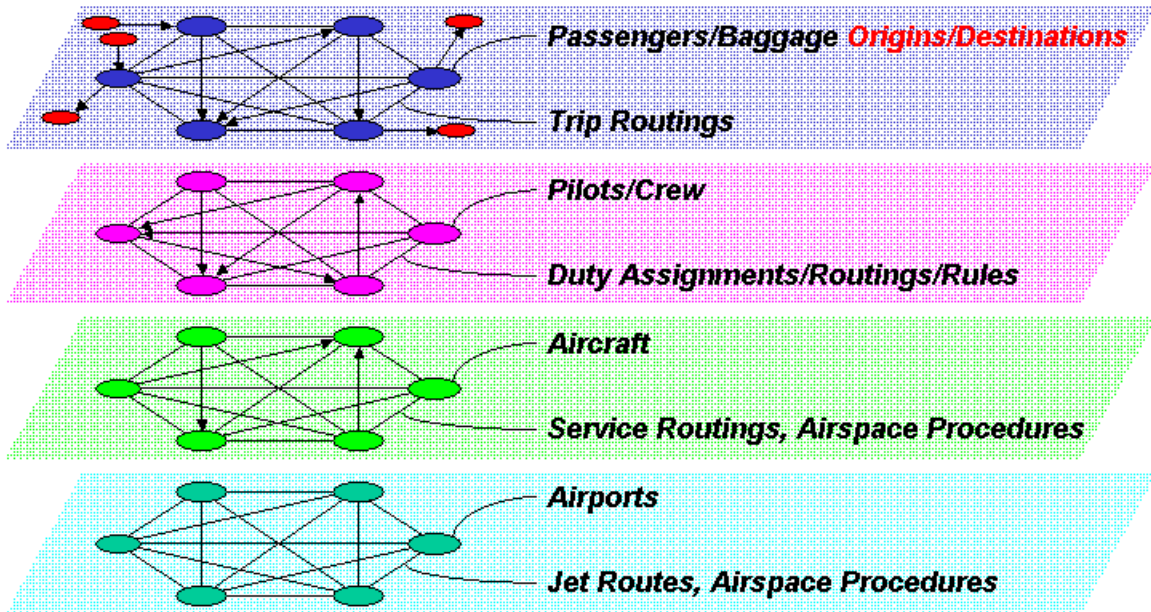 Passengers/Baggage Origins/Destinations
Trip Routings
Pilots/Crew
Duty Assignments/Routings/Rules
Aircraft
Service Routings, Airspace Procedures
Airports
Jet Routes, Airspace Procedures